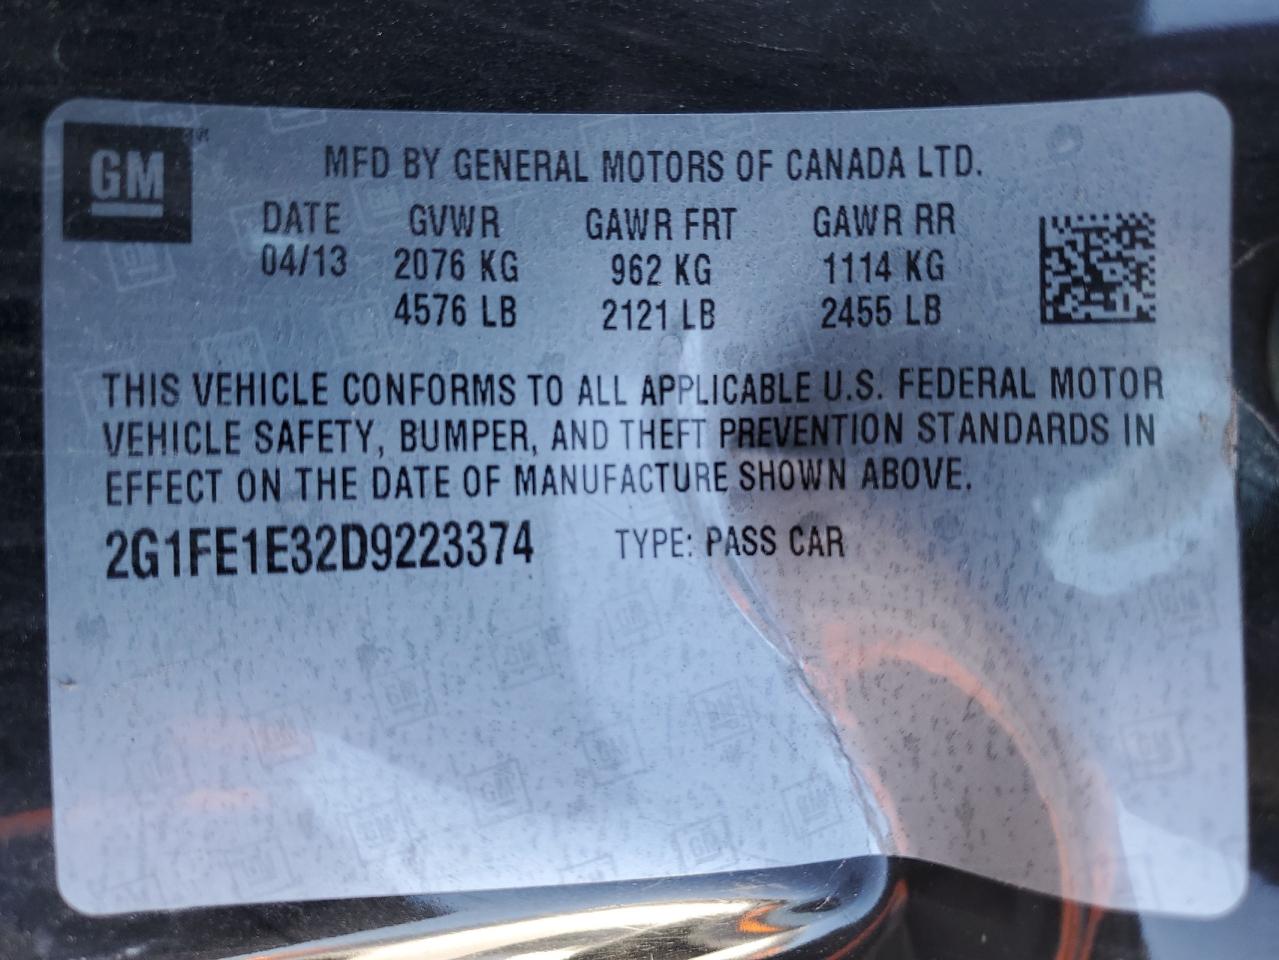 GM
MFD BY GENERAL MOTORS OF CANADA LTD.
DATE GVWR GAWR FRT GAWR RR
04/13 2076 KG 962 KG 1114 KG
4576 LB 2121 LB 2455 LB
THIS VEHICLE CONFORMS TO ALL APPLICABLE U.S. FEDERAL MOTOR
VEHICLE SAFETY, BUMPER, AND THEFT PREVENTION STANDARDS IN
EFFECT ON THE DATE OF MANUFACTURE SHOWN ABOVE.
2G1FE1E32D9223374 TYPE: PASS CAR